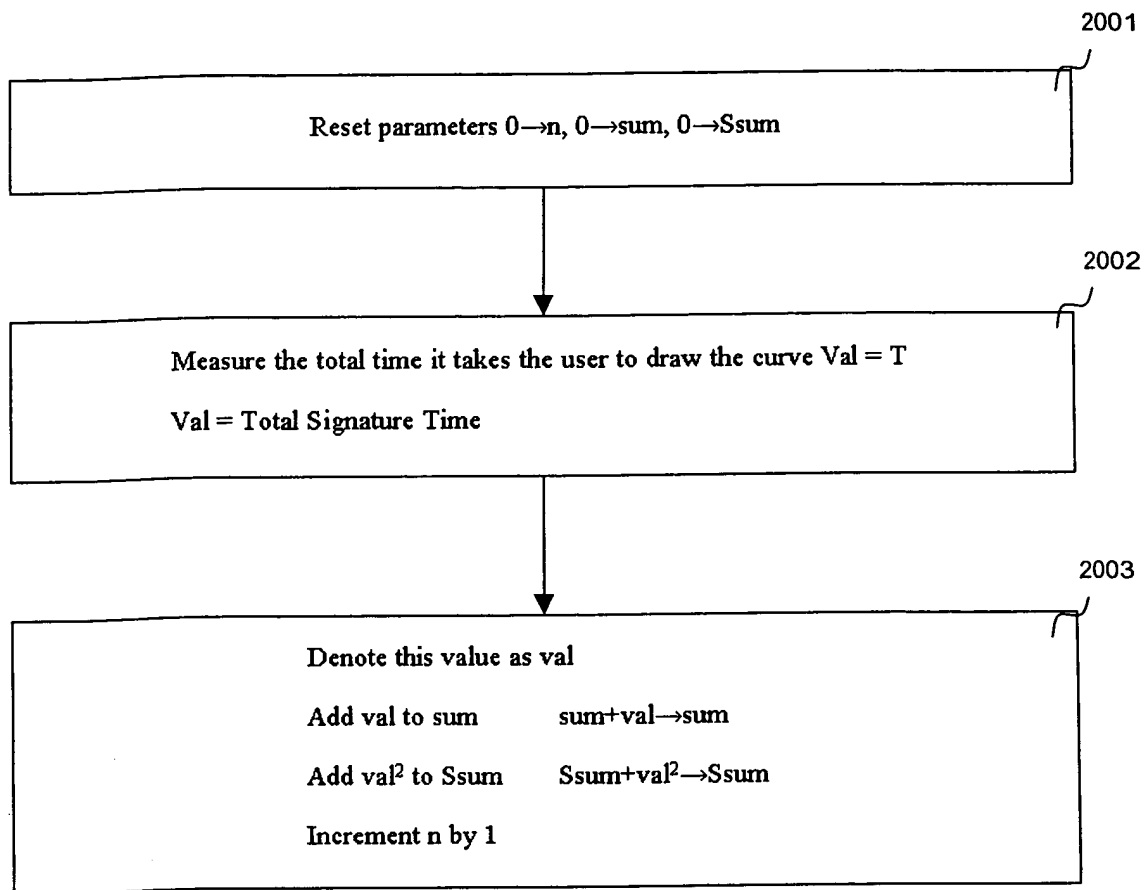 2001
Reset parameters 0→n, 0→sum, 0→Ssum
2002
Measure the total time it takes the user to draw the curve Val = T
Val = Total Signature Time
2003
Denote this value as val
Add val to sum sum+val→sum
Add val² to Ssum Ssum+val²→Ssum
Increment n by 1